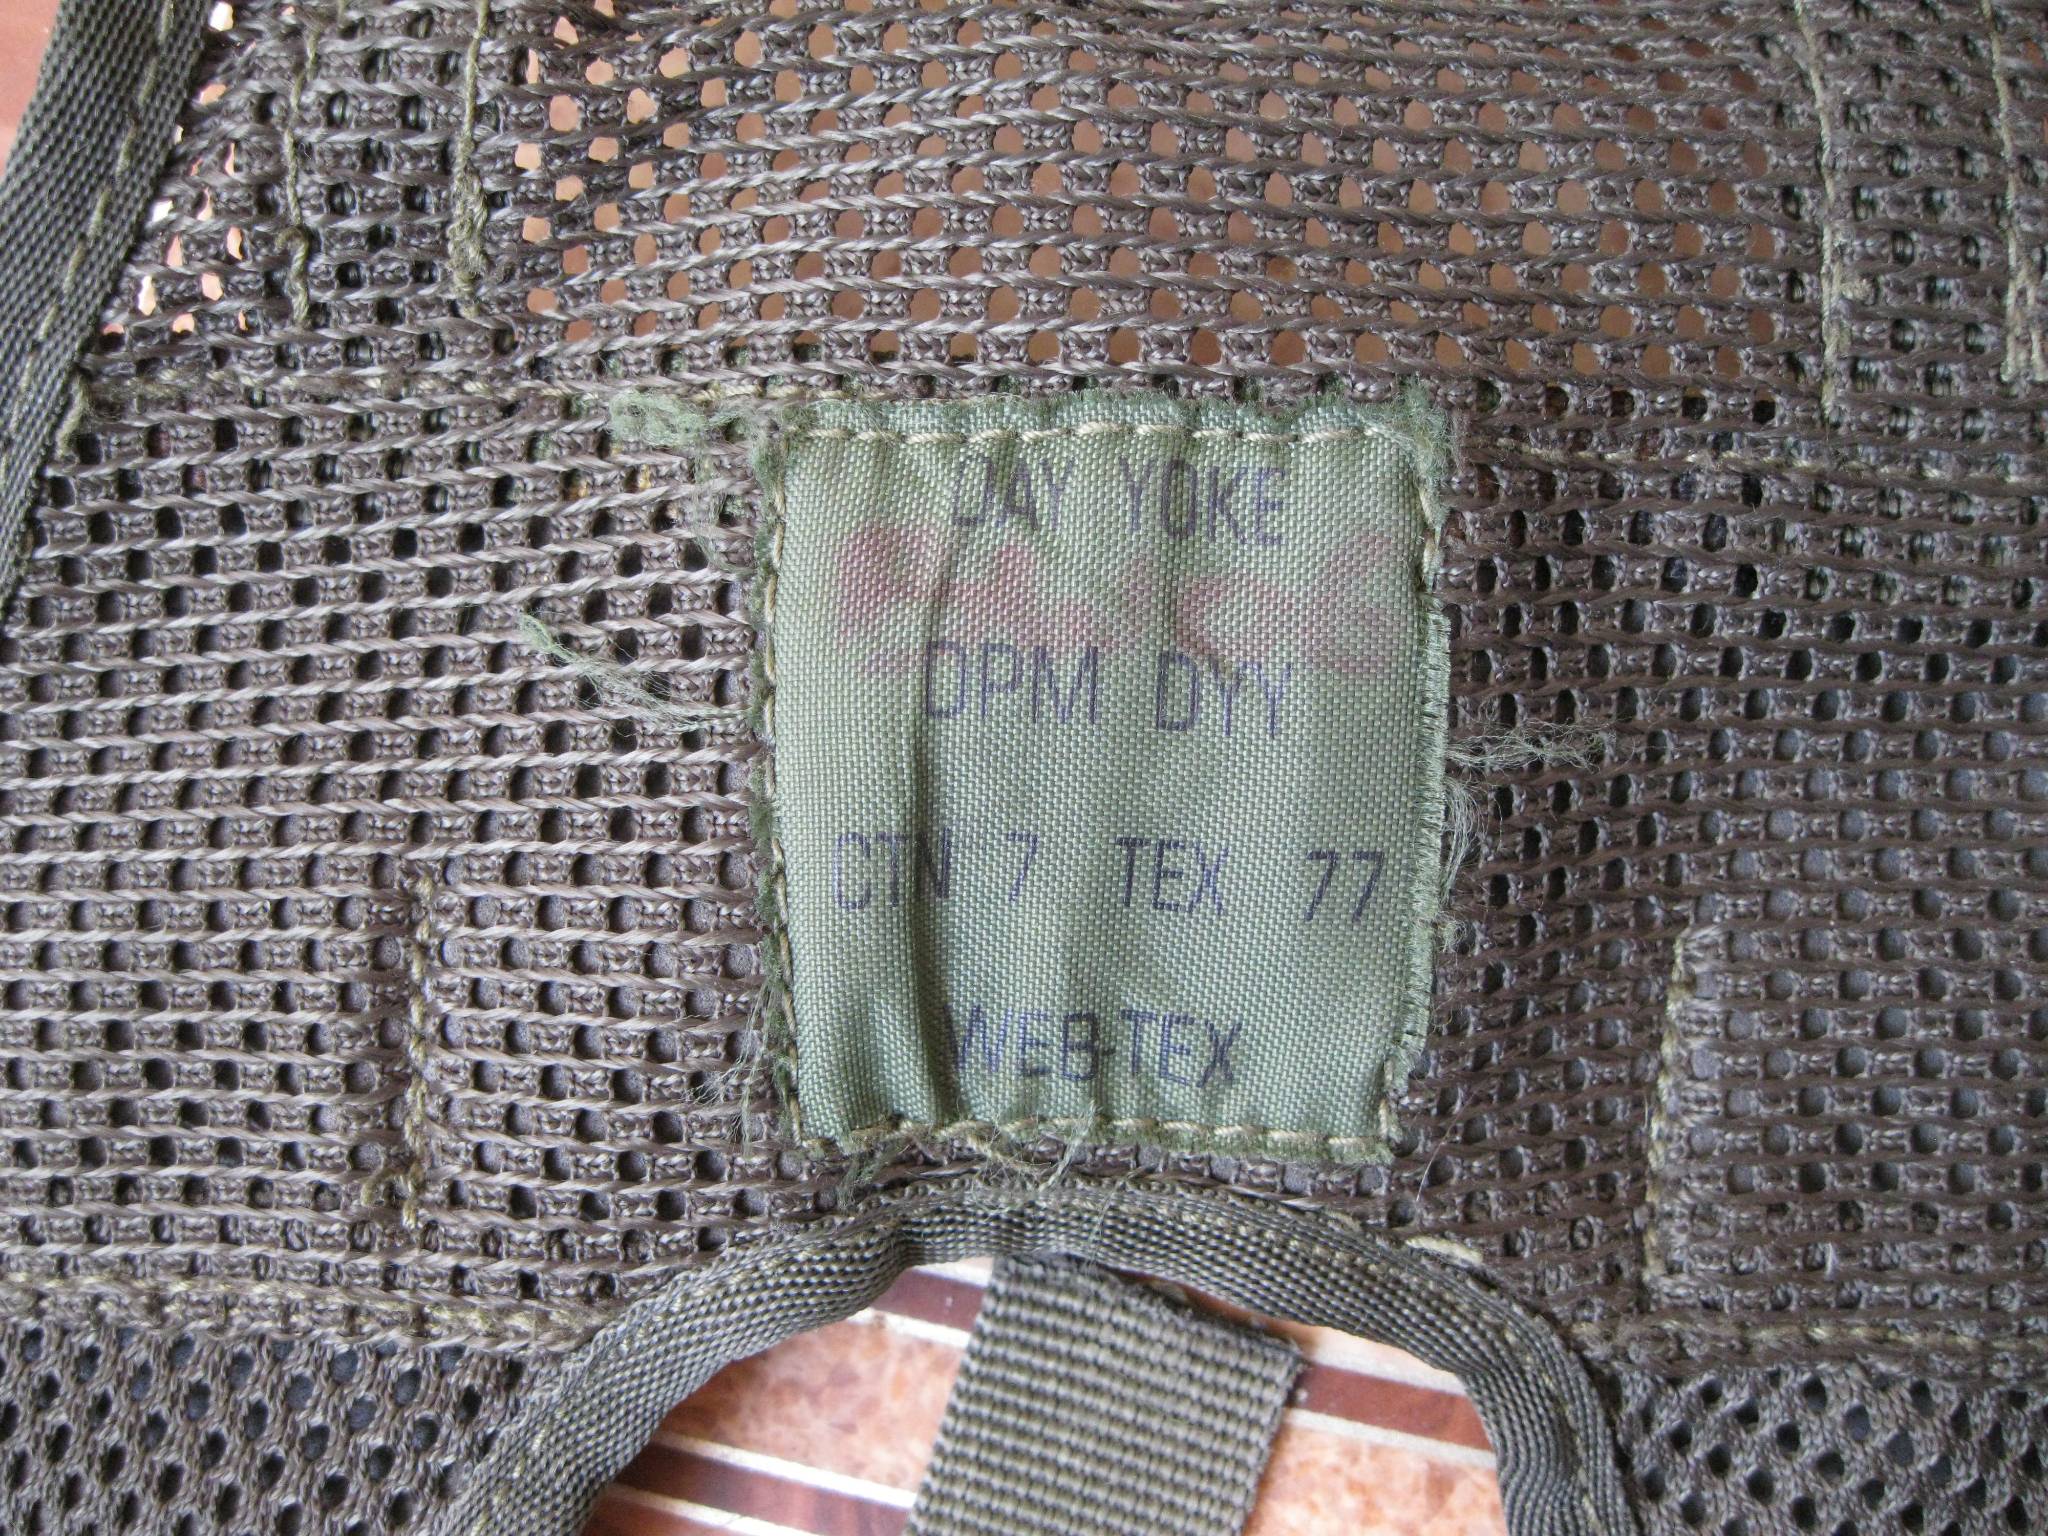 DAY YOKE
DPM DYY
CTN 7 TEX 77
WEB-TEX